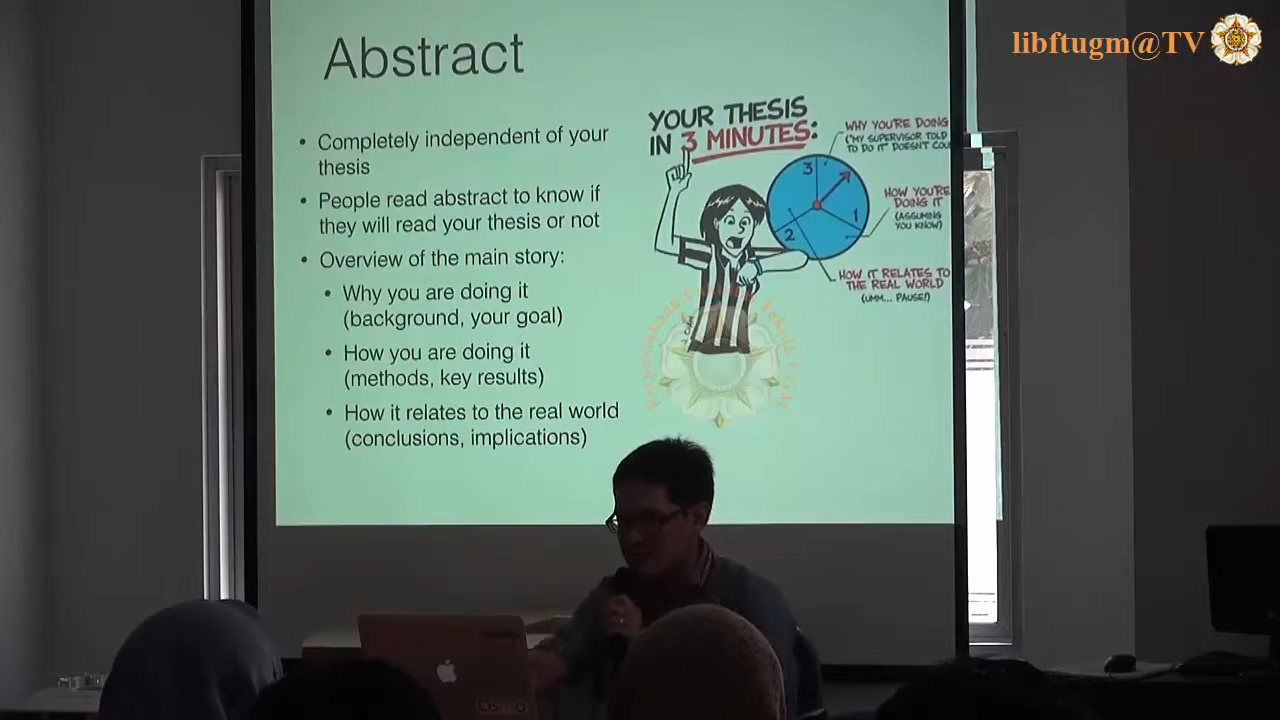 libftugm@TV
Abstract
• Completely independent of your
thesis
• People read abstract to know if
they will read your thesis or not
• Overview of the main story:
• Why you are doing it
(background, your goal)
• How you are doing it
(methods, key results)
• How it relates to the real world
(conclusions, implications)
YOUR THESIS
IN 3 MINUTES:
WHY YOU'RE DOING
("MY SUPERVISOR TOLD
TO DO IT" DOESN'T COU
HOW YOU'RE
DOING IT
(ASSUMING
YOU KNOW)
HOW IT RELATES TO
THE REAL WORLD
(UMM... PAUSE!)
3
1
2